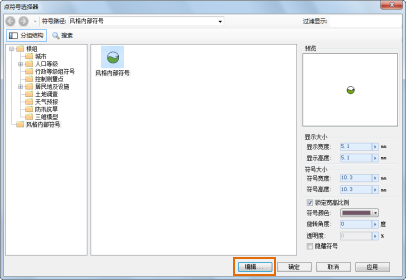 点符号选择器
符号路径: 风格内部符号
过滤显示:
分组结构
搜索
根组
城市
人口等级
行政等级组符号
控制测量点
居民地及设施
土地调查
天气预报
防汛抗旱
三维模型
风格内部符号
风格内部符号
预览
显示大小
显示宽度: 5.1 mm
显示高度: 5.1 mm
符号大小
符号宽度: 10.3 mm
符号高度: 10.3 mm
锁定宽高比例
符号颜色:
旋转角度: 0 度
透明度: 0 %
隐藏符号
编辑...
确定
取消
应用